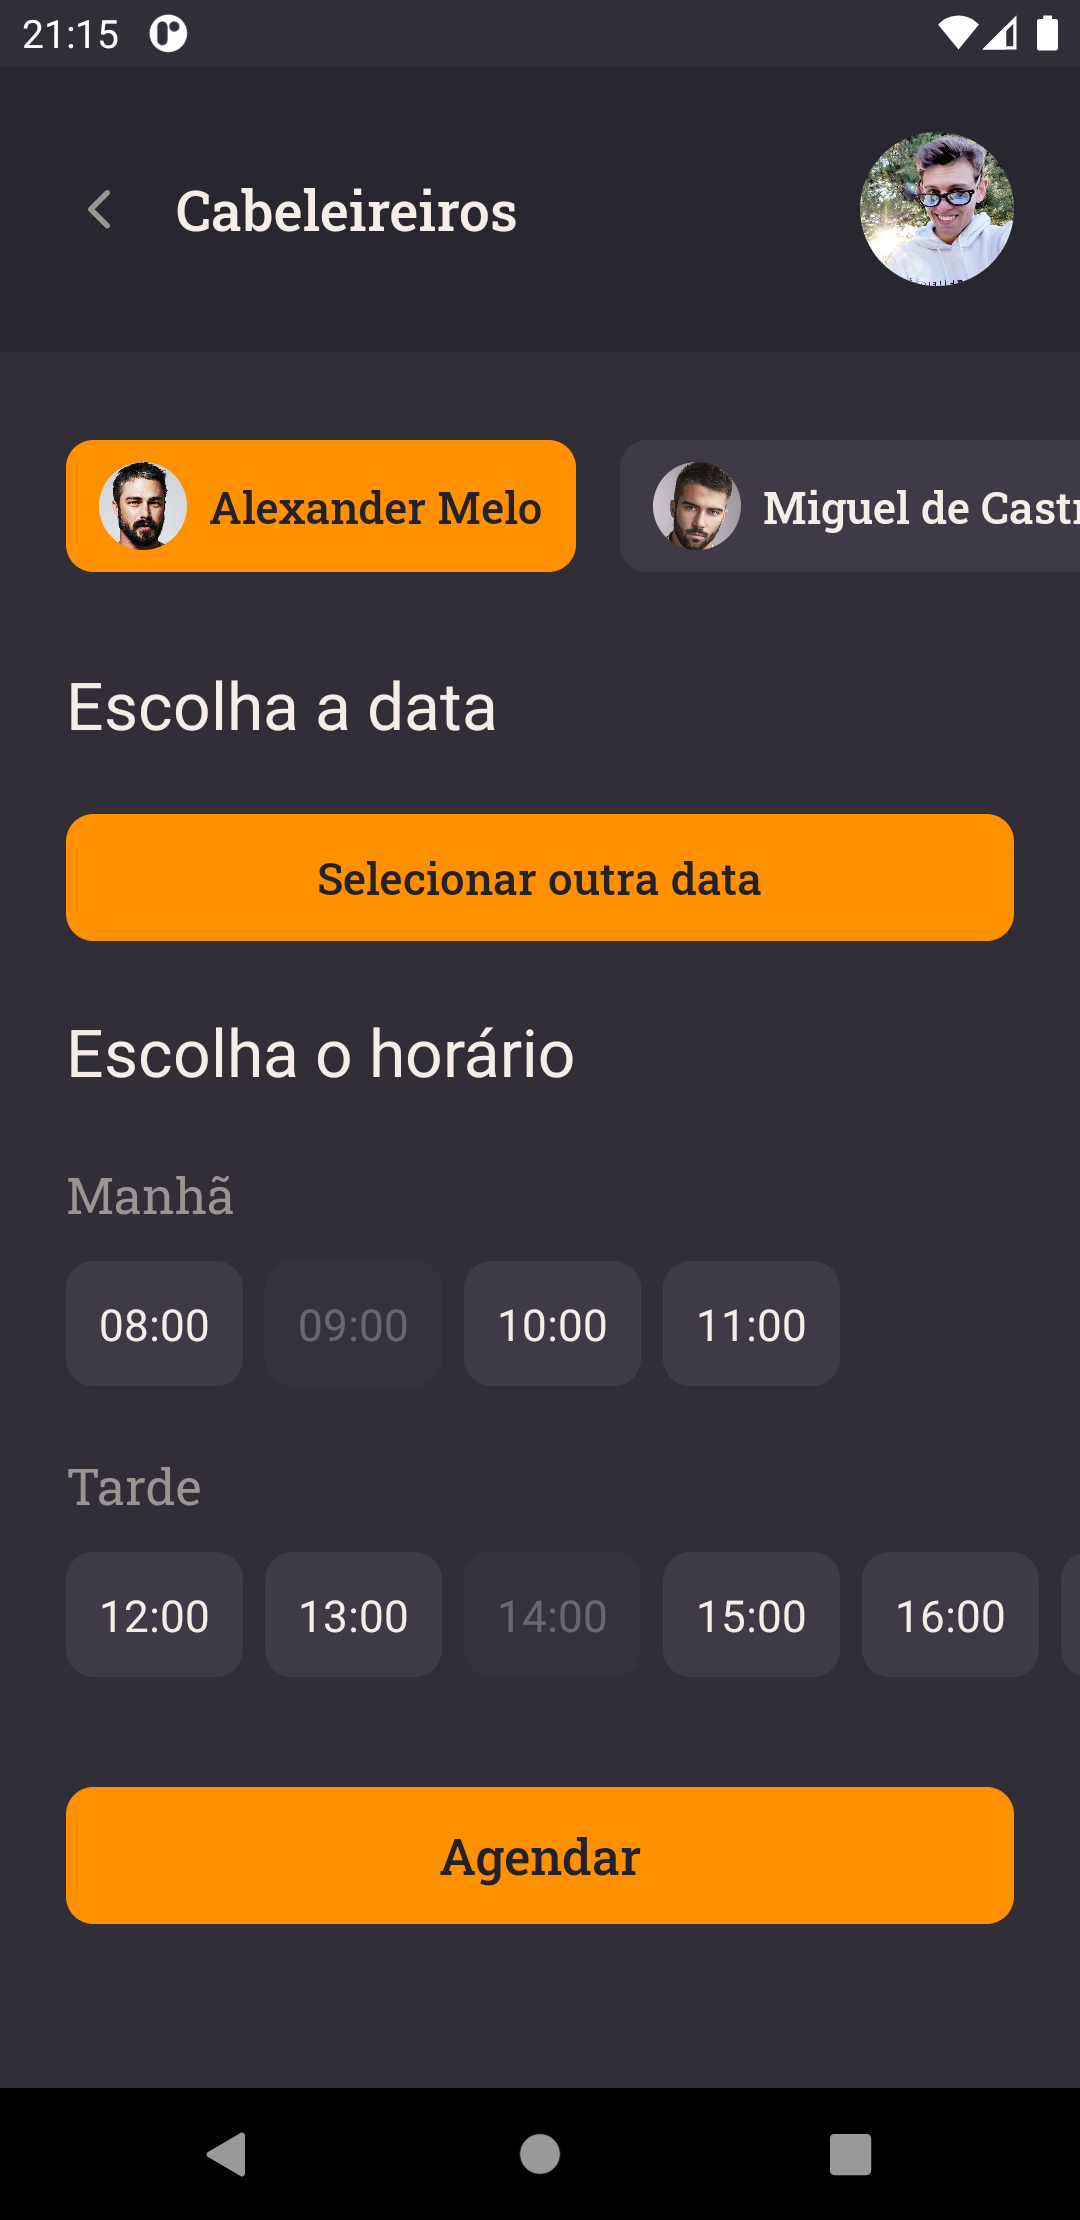 21:15
Cabeleireiros
Alexander Melo
Miguel de Castr
Escolha a data
Selecionar outra data
Escolha o horário
Manhã
08:00 09:00 10:00 11:00
Tarde
12:00 13:00 14:00 15:00 16:00
Agendar